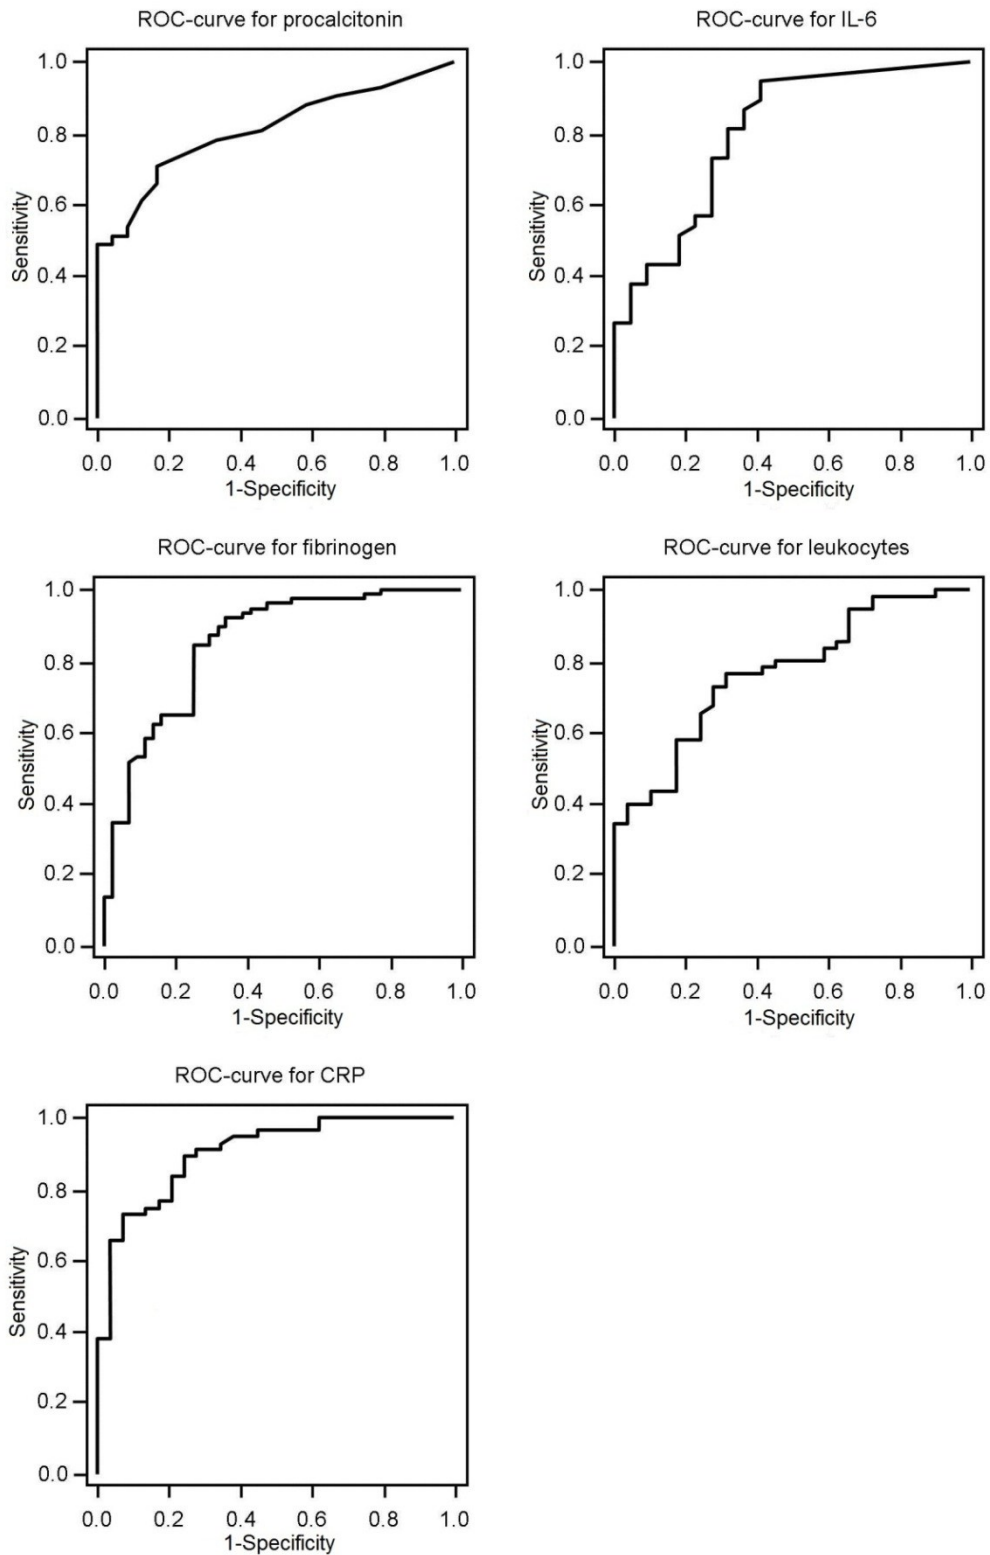 ROC-curve for procalcitonin
1.0
0.8
0.6
0.4
0.2
0.0
Sensitivity
0.0 0.2 0.4 0.6 0.8 1.0
1-Specificity
ROC-curve for IL-6
1.0
0.8
0.6
0.4
0.2
0.0
Sensitivity
0.0 0.2 0.4 0.6 0.8 1.0
1-Specificity
ROC-curve for fibrinogen
1.0
0.8
0.6
0.4
0.2
0.0
Sensitivity
0.0 0.2 0.4 0.6 0.8 1.0
1-Specificity
ROC-curve for leukocytes
1.0
0.8
0.6
0.4
0.2
0.0
Sensitivity
0.0 0.2 0.4 0.6 0.8 1.0
1-Specificity
ROC-curve for CRP
1.0
0.8
0.6
0.4
0.2
0.0
Sensitivity
0.0 0.2 0.4 0.6 0.8 1.0
1-Specificity